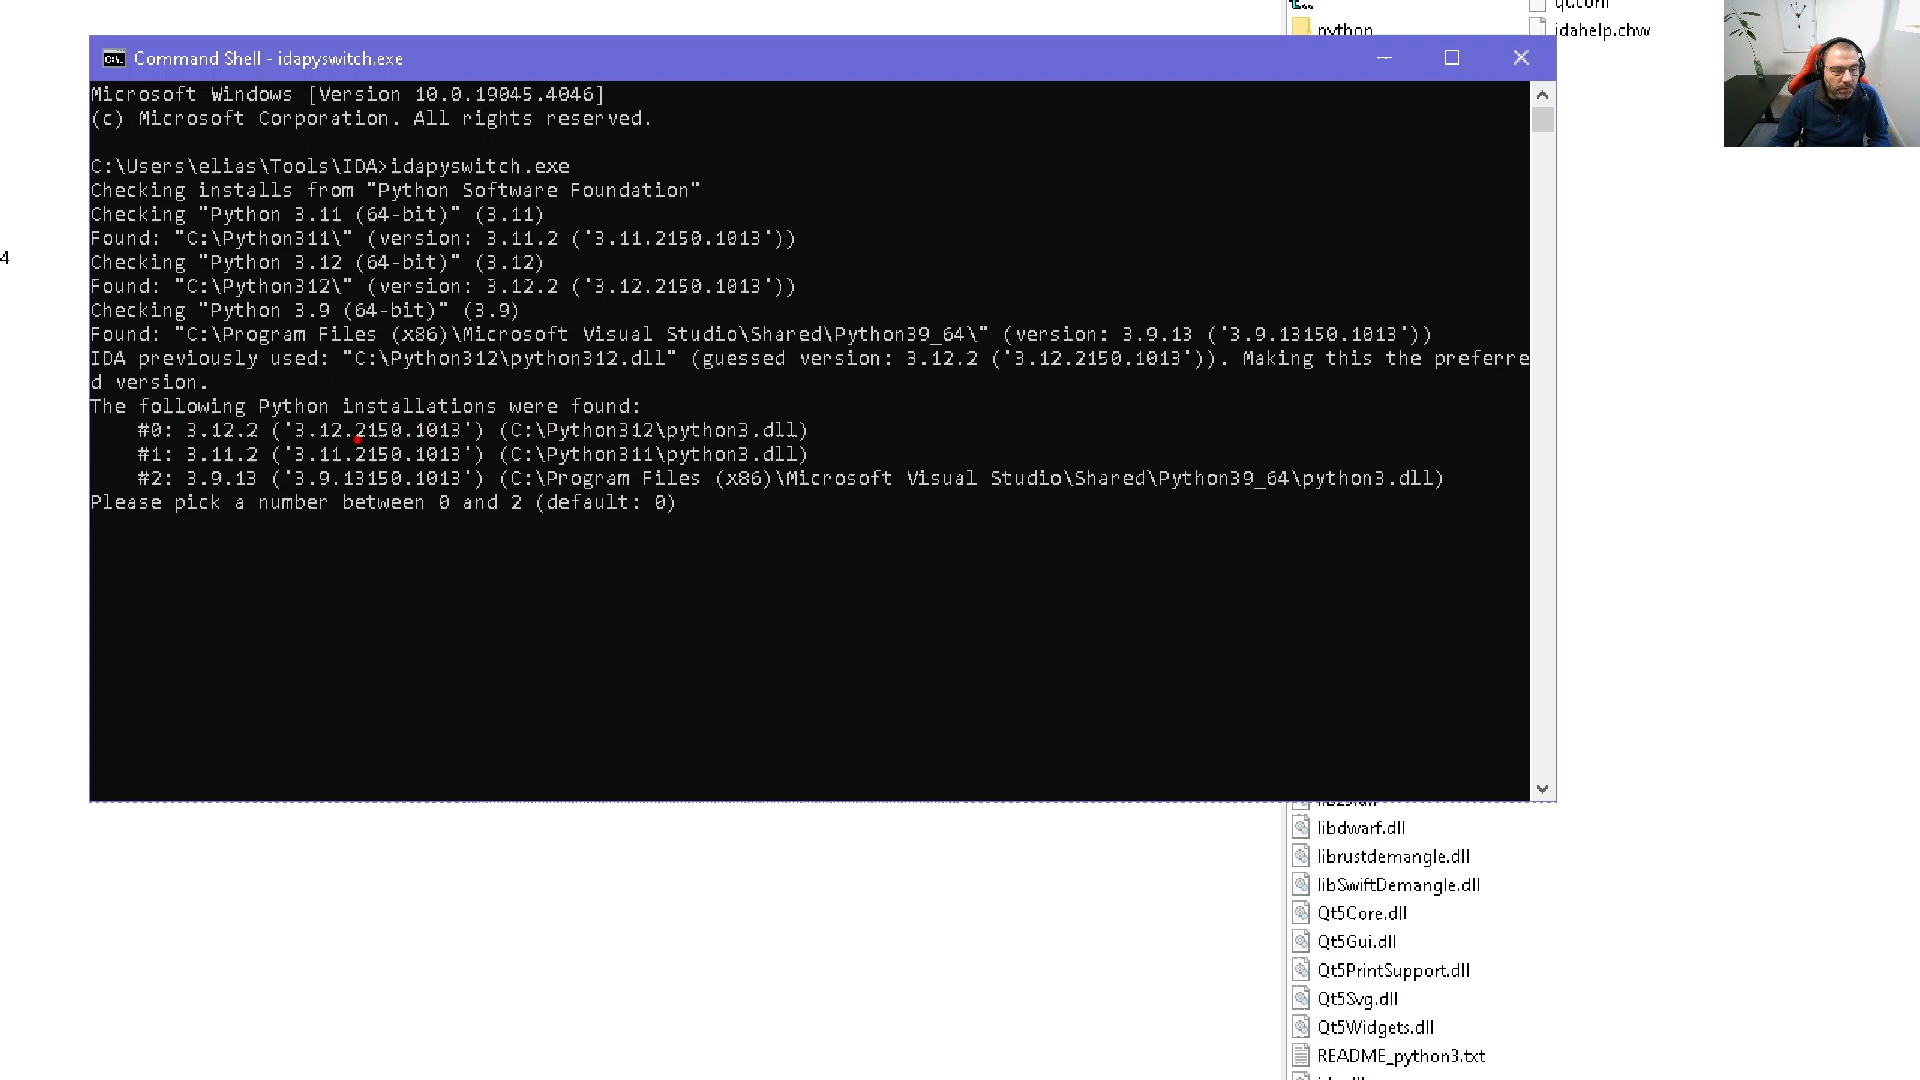 python
qt.conf
idahelp.chw
Command Shell - idapyswitch.exe
Microsoft Windows [Version 10.0.19045.4046]
(c) Microsoft Corporation. All rights reserved.
C:\Users\elias\Tools\IDA>idapyswitch.exe
Checking installs from "Python Software Foundation"
Checking "Python 3.11 (64-bit)" (3.11)
Found: "C:\Python311\" (version: 3.11.2 ('3.11.2150.1013'))
Checking "Python 3.12 (64-bit)" (3.12)
Found: "C:\Python312\" (version: 3.12.2 ('3.12.2150.1013'))
Checking "Python 3.9 (64-bit)" (3.9)
Found: "C:\Program Files (x86)\Microsoft Visual Studio\Shared\Python39_64\" (version: 3.9.13 ('3.9.13150.1013'))
IDA previously used: "C:\Python312\python312.dll" (guessed version: 3.12.2 ('3.12.2150.1013')). Making this the preferre
d version.
The following Python installations were found:
#0: 3.12.2 ('3.12.2150.1013') (C:\Python312\python3.dll)
#1: 3.11.2 ('3.11.2150.1013') (C:\Python311\python3.dll)
#2: 3.9.13 ('3.9.13150.1013') (C:\Program Files (x86)\Microsoft Visual Studio\Shared\Python39_64\python3.dll)
Please pick a number between 0 and 2 (default: 0)
4
libdwarf.dll
librustdemangle.dll
libSwiftDemangle.dll
Qt5Core.dll
Qt5Gui.dll
Qt5PrintSupport.dll
Qt5Svg.dll
Qt5Widgets.dll
README_python3.txt